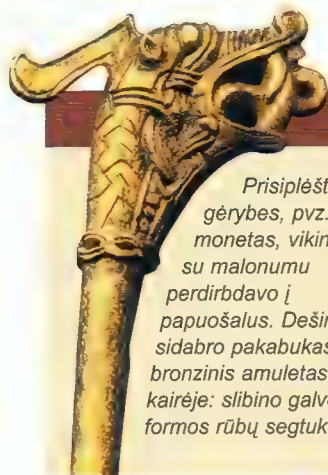 Prisiplėšt
gėrybes, pvz.
monetas, vikin
su malonumu
perdirbdavo į
papuošalus. Dešin
sidabro pakabukas
bronzinis amuletas
kairėje: slibino galv
formos rūbų segtuk